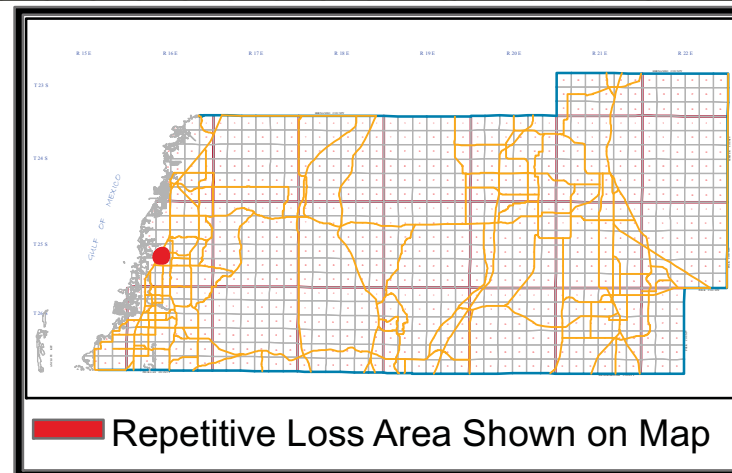 R 15 E R 16 E R 17 E R 18 E R 19 E R 20 E R 21 E R 22 E
T 23 S
T 24 S
GULF OF MEXICO
T 25 S
Repetitive Loss Area Shown on Map